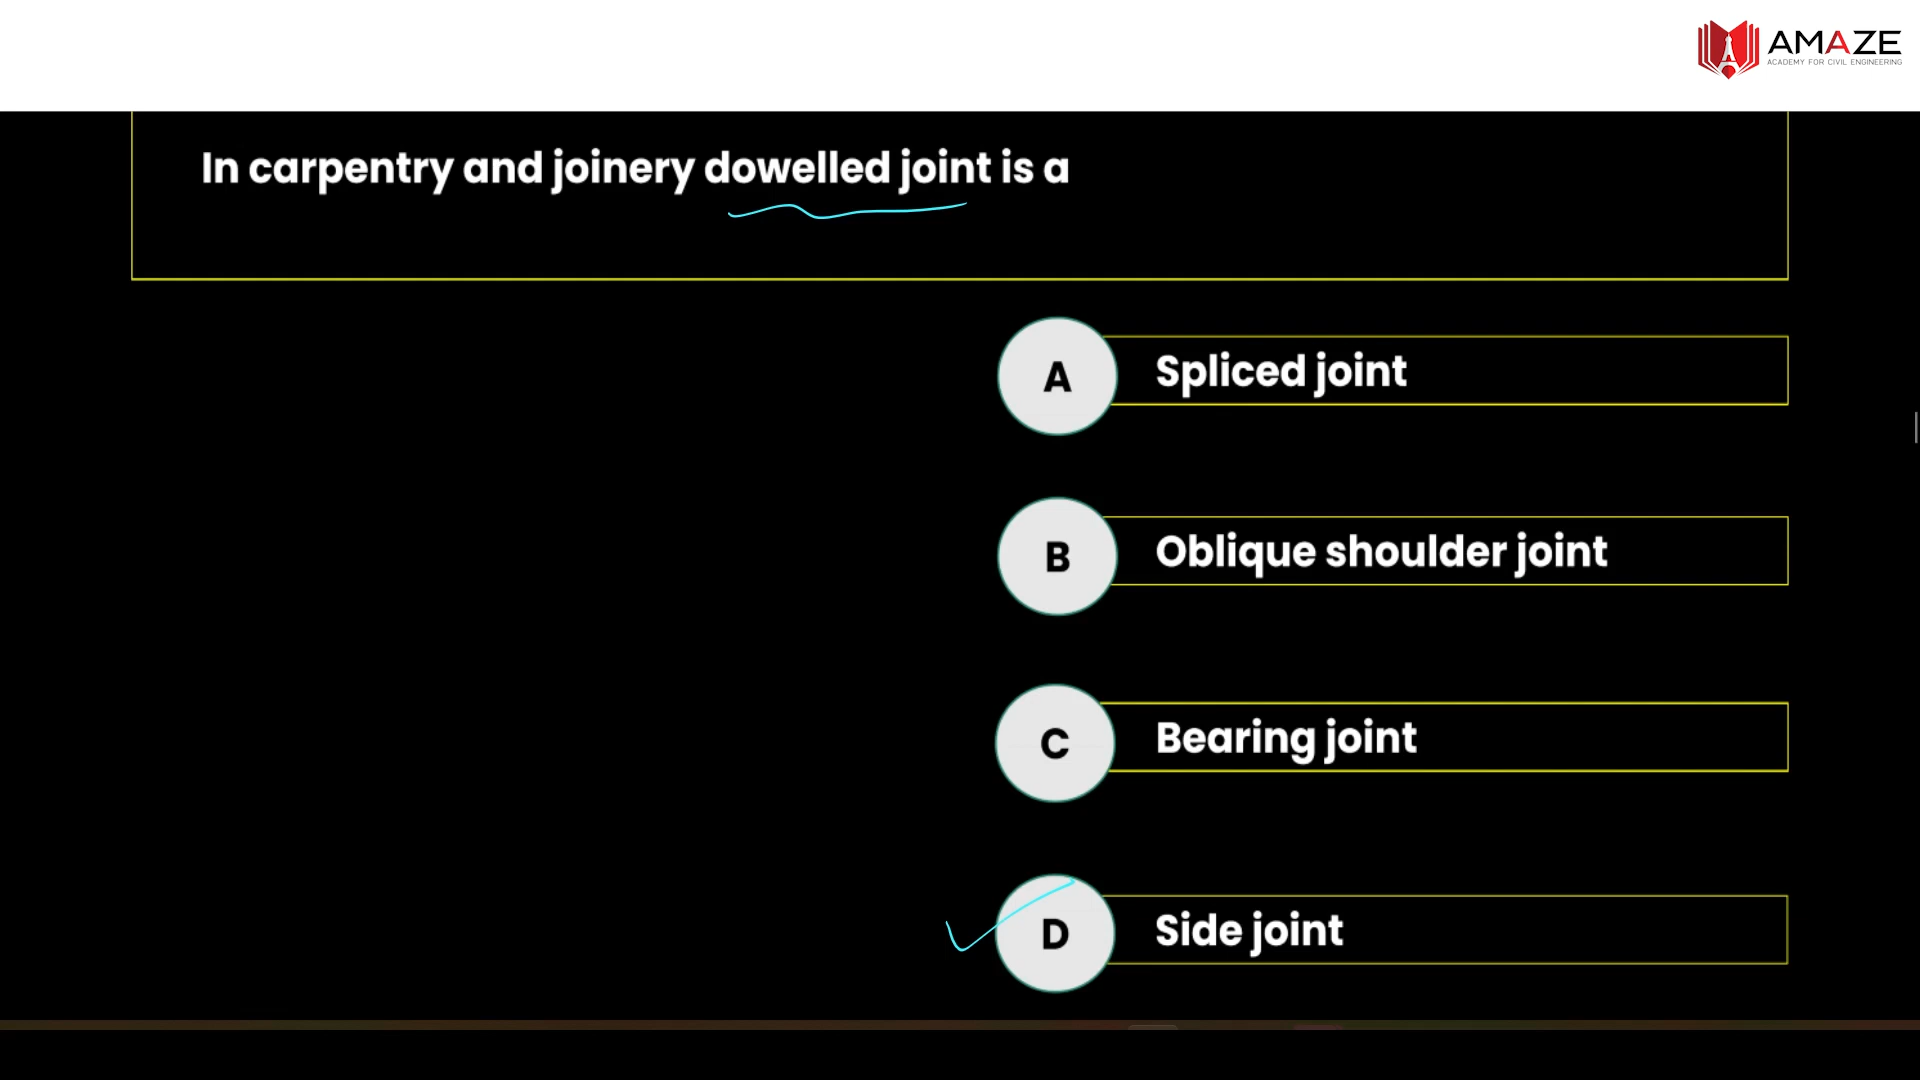 AMAZE
ACADEMY FOR CIVIL ENGINEERING
In carpentry and joinery dowelled joint is a
A Spliced joint
B Oblique shoulder joint
C Bearing joint
D Side joint